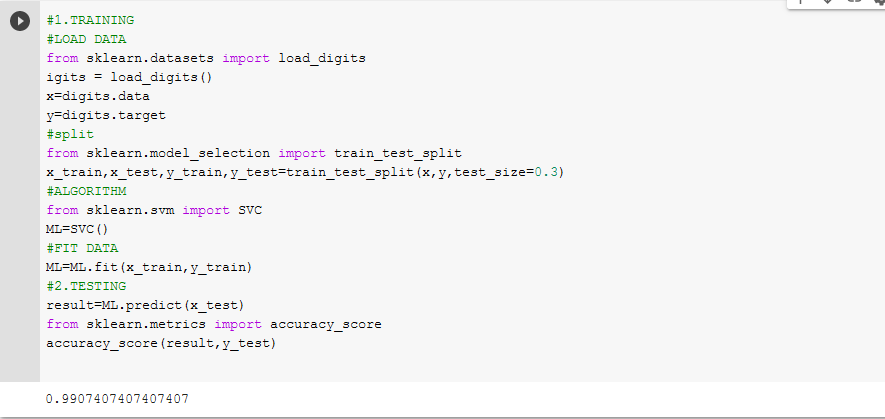 #1.TRAINING
#LOAD DATA
from sklearn.datasets import load_digits
igits = load_digits()
x=digits.data
y=digits.target
#split
from sklearn.model_selection import train_test_split
x_train,x_test,y_train,y_test=train_test_split(x,y,test_size=0.3)
#ALGORITHM
from sklearn.svm import SVC
ML=SVC()
#FIT DATA
ML=ML.fit(x_train,y_train)
#2.TESTING
result=ML.predict(x_test)
from sklearn.metrics import accuracy_score
accuracy_score(result,y_test)
0.9907407407407407